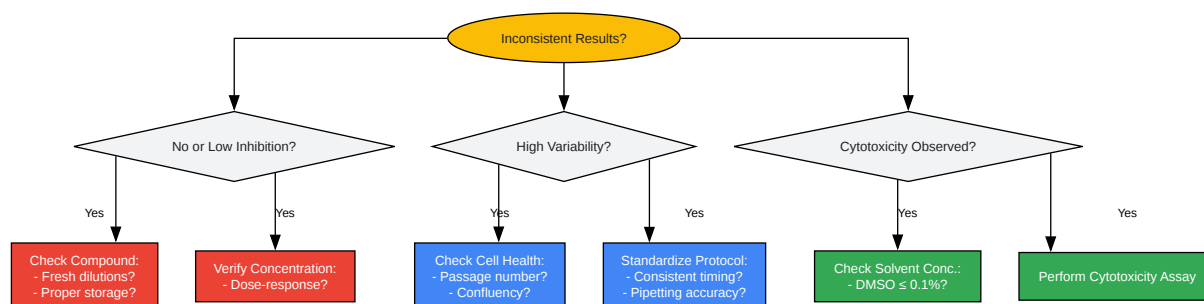 Inconsistent Results?
No or Low Inhibition?
High Variability?
Cytotoxicity Observed?
Yes
Yes
Yes
Yes
Yes
Yes
Check Compound:
- Fresh dilutions?
- Proper storage?
Verify Concentration:
- Dose-response?
Check Cell Health:
- Passage number?
- Confluency?
Standardize Protocol:
- Consistent timing?
- Pipetting accuracy?
Check Solvent Conc.:
- DMSO ≤ 0.1%?
Perform Cytotoxicity Assay